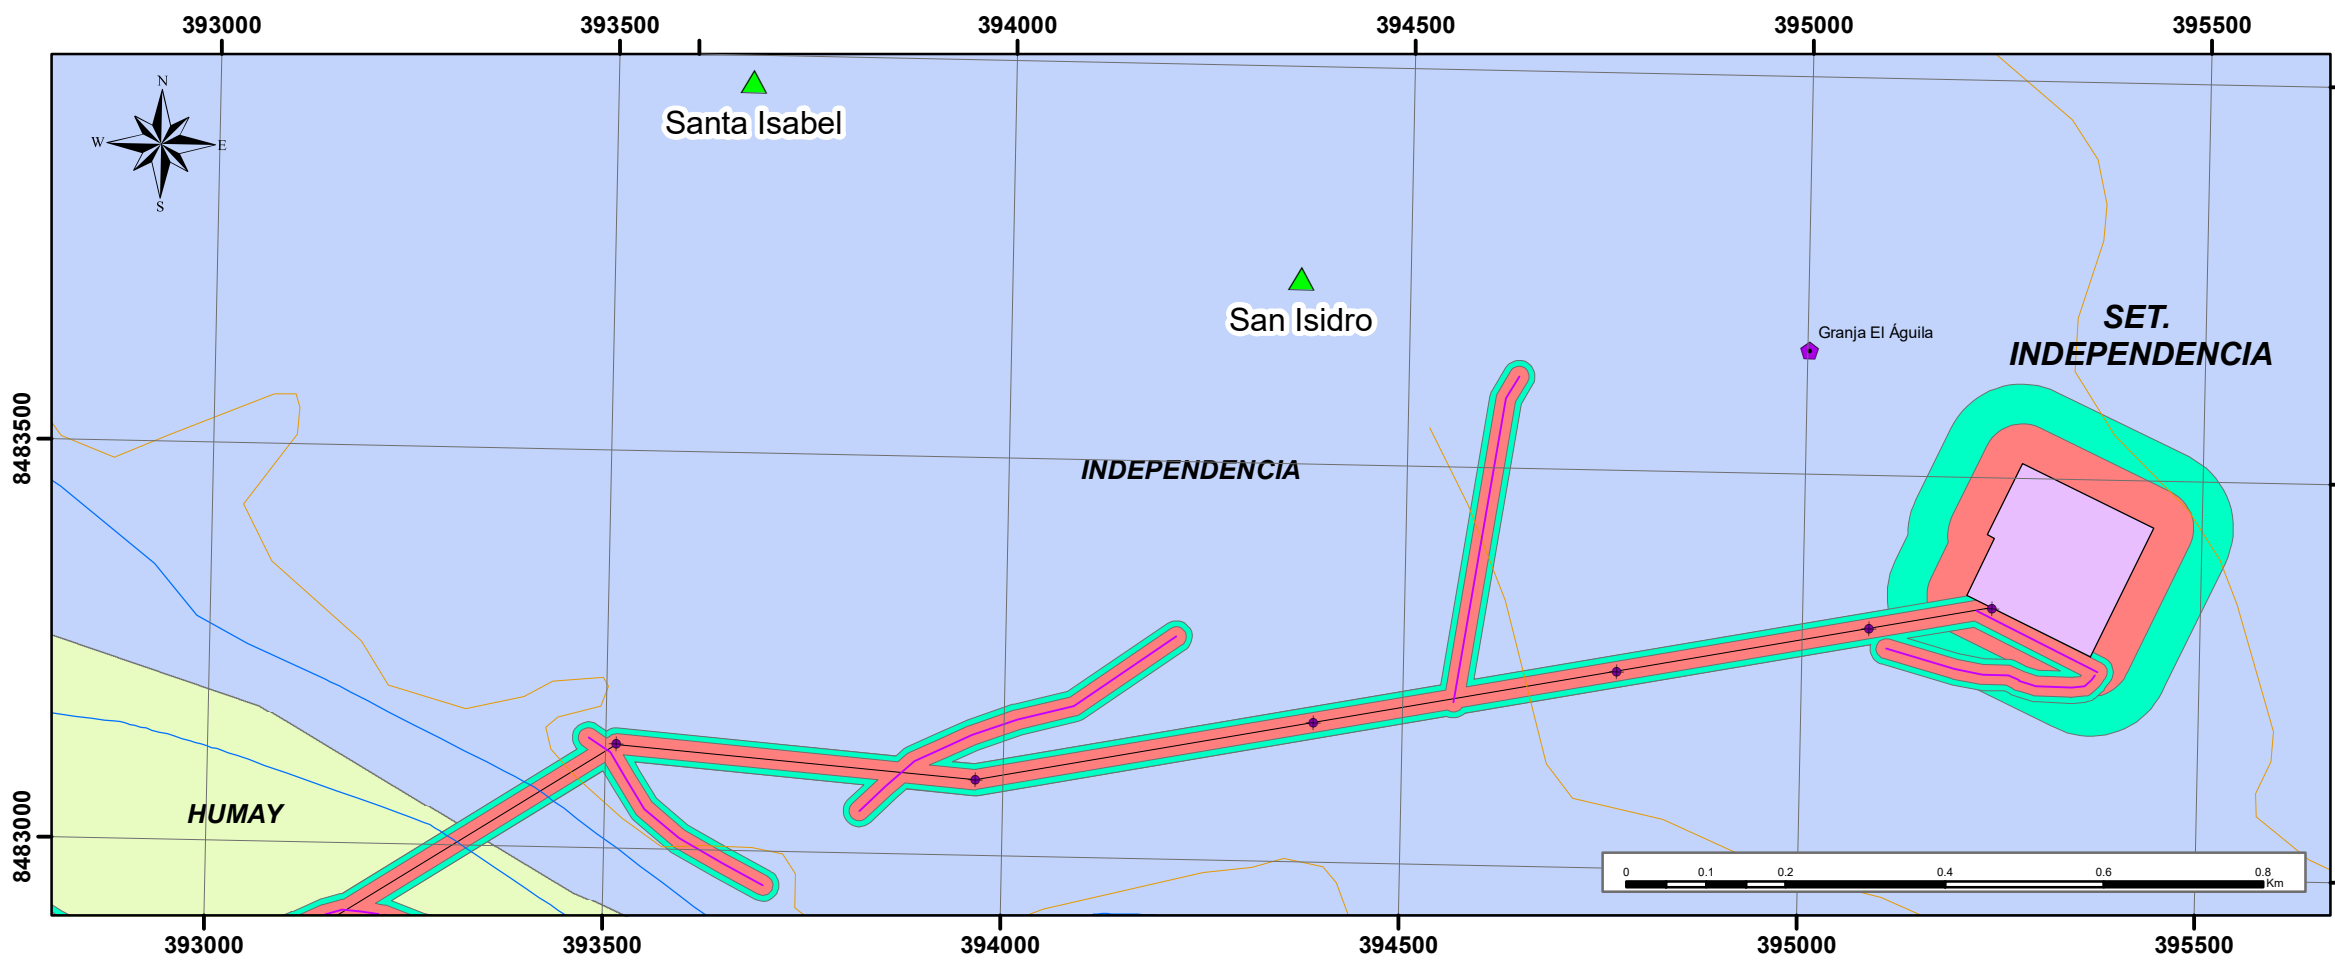 393000 393500 394000 394500 395000 395500
N
W E
S
Santa Isabel
San Isidro
Granja El Águila
SET.
INDEPENDENCIA
8483500
INDEPENDENCIA
HUMAY
8483000
0 0.1 0.2 0.4 0.6 0.8
Km
393000 393500 394000 394500 395000 395500